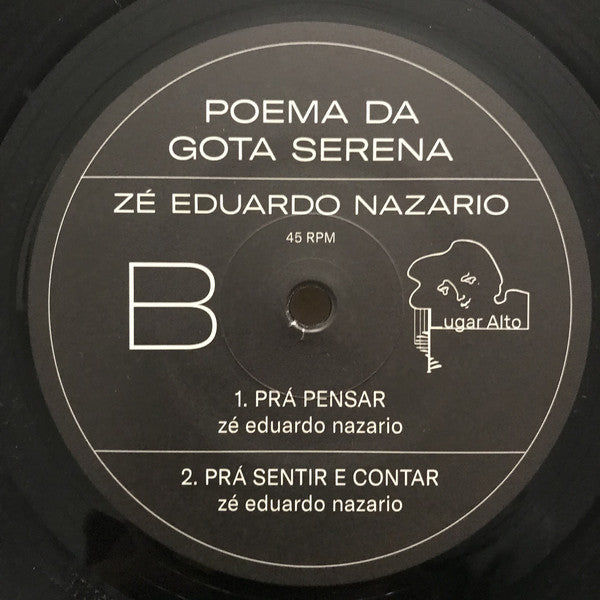 POEMA DA
GOTA SERENA
ZÉ EDUARDO NAZARIO
45 RPM
B
ugar Alto
1. PRÁ PENSAR
zé eduardo nazario
2. PRÁ SENTIR E CONTAR
zé eduardo nazario